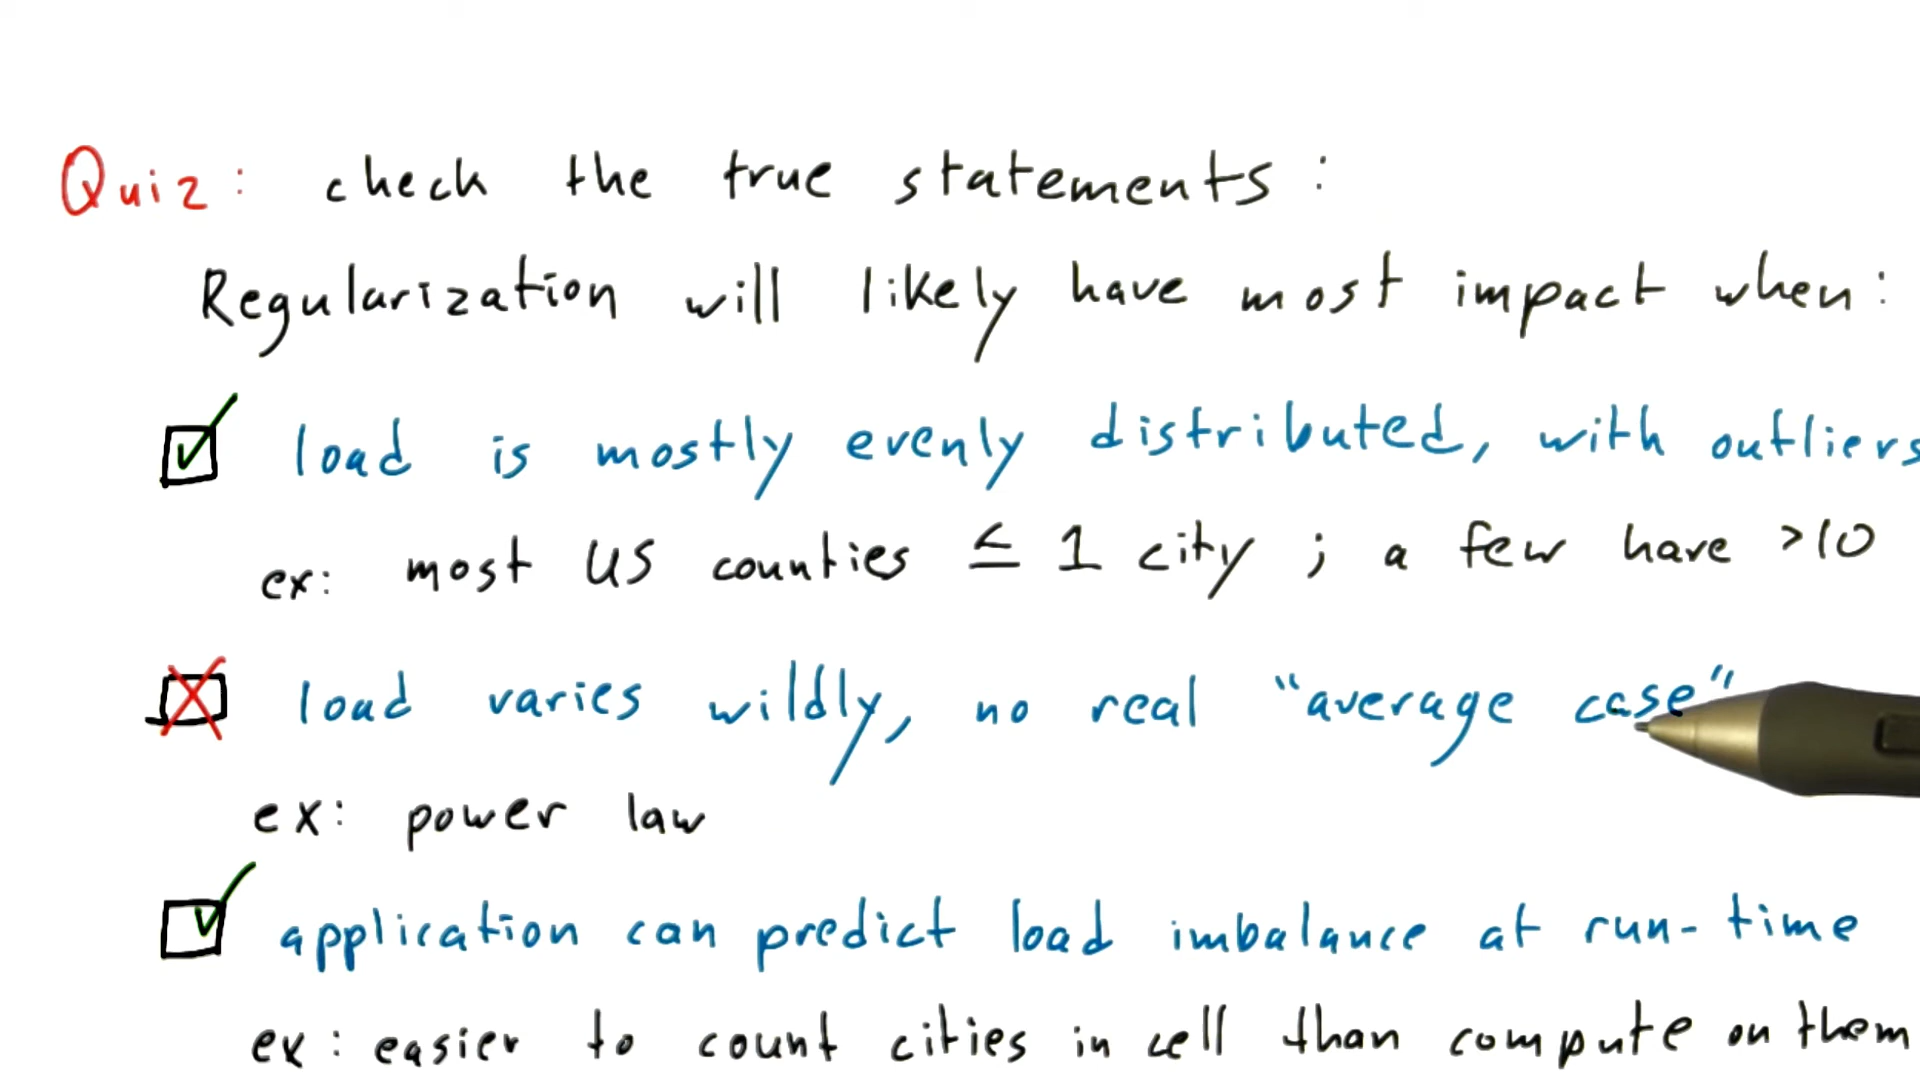 Quiz: check the true statements:
Regularization will likely have most impact when:
load is mostly evenly distributed, with outliers
ex: most US counties ≤ 1 city; a few have >10
load varies wildly, no real "average case"
ex: power law
application can predict load imbalance at run-time
ex: easier to count cities in cell than compute on them